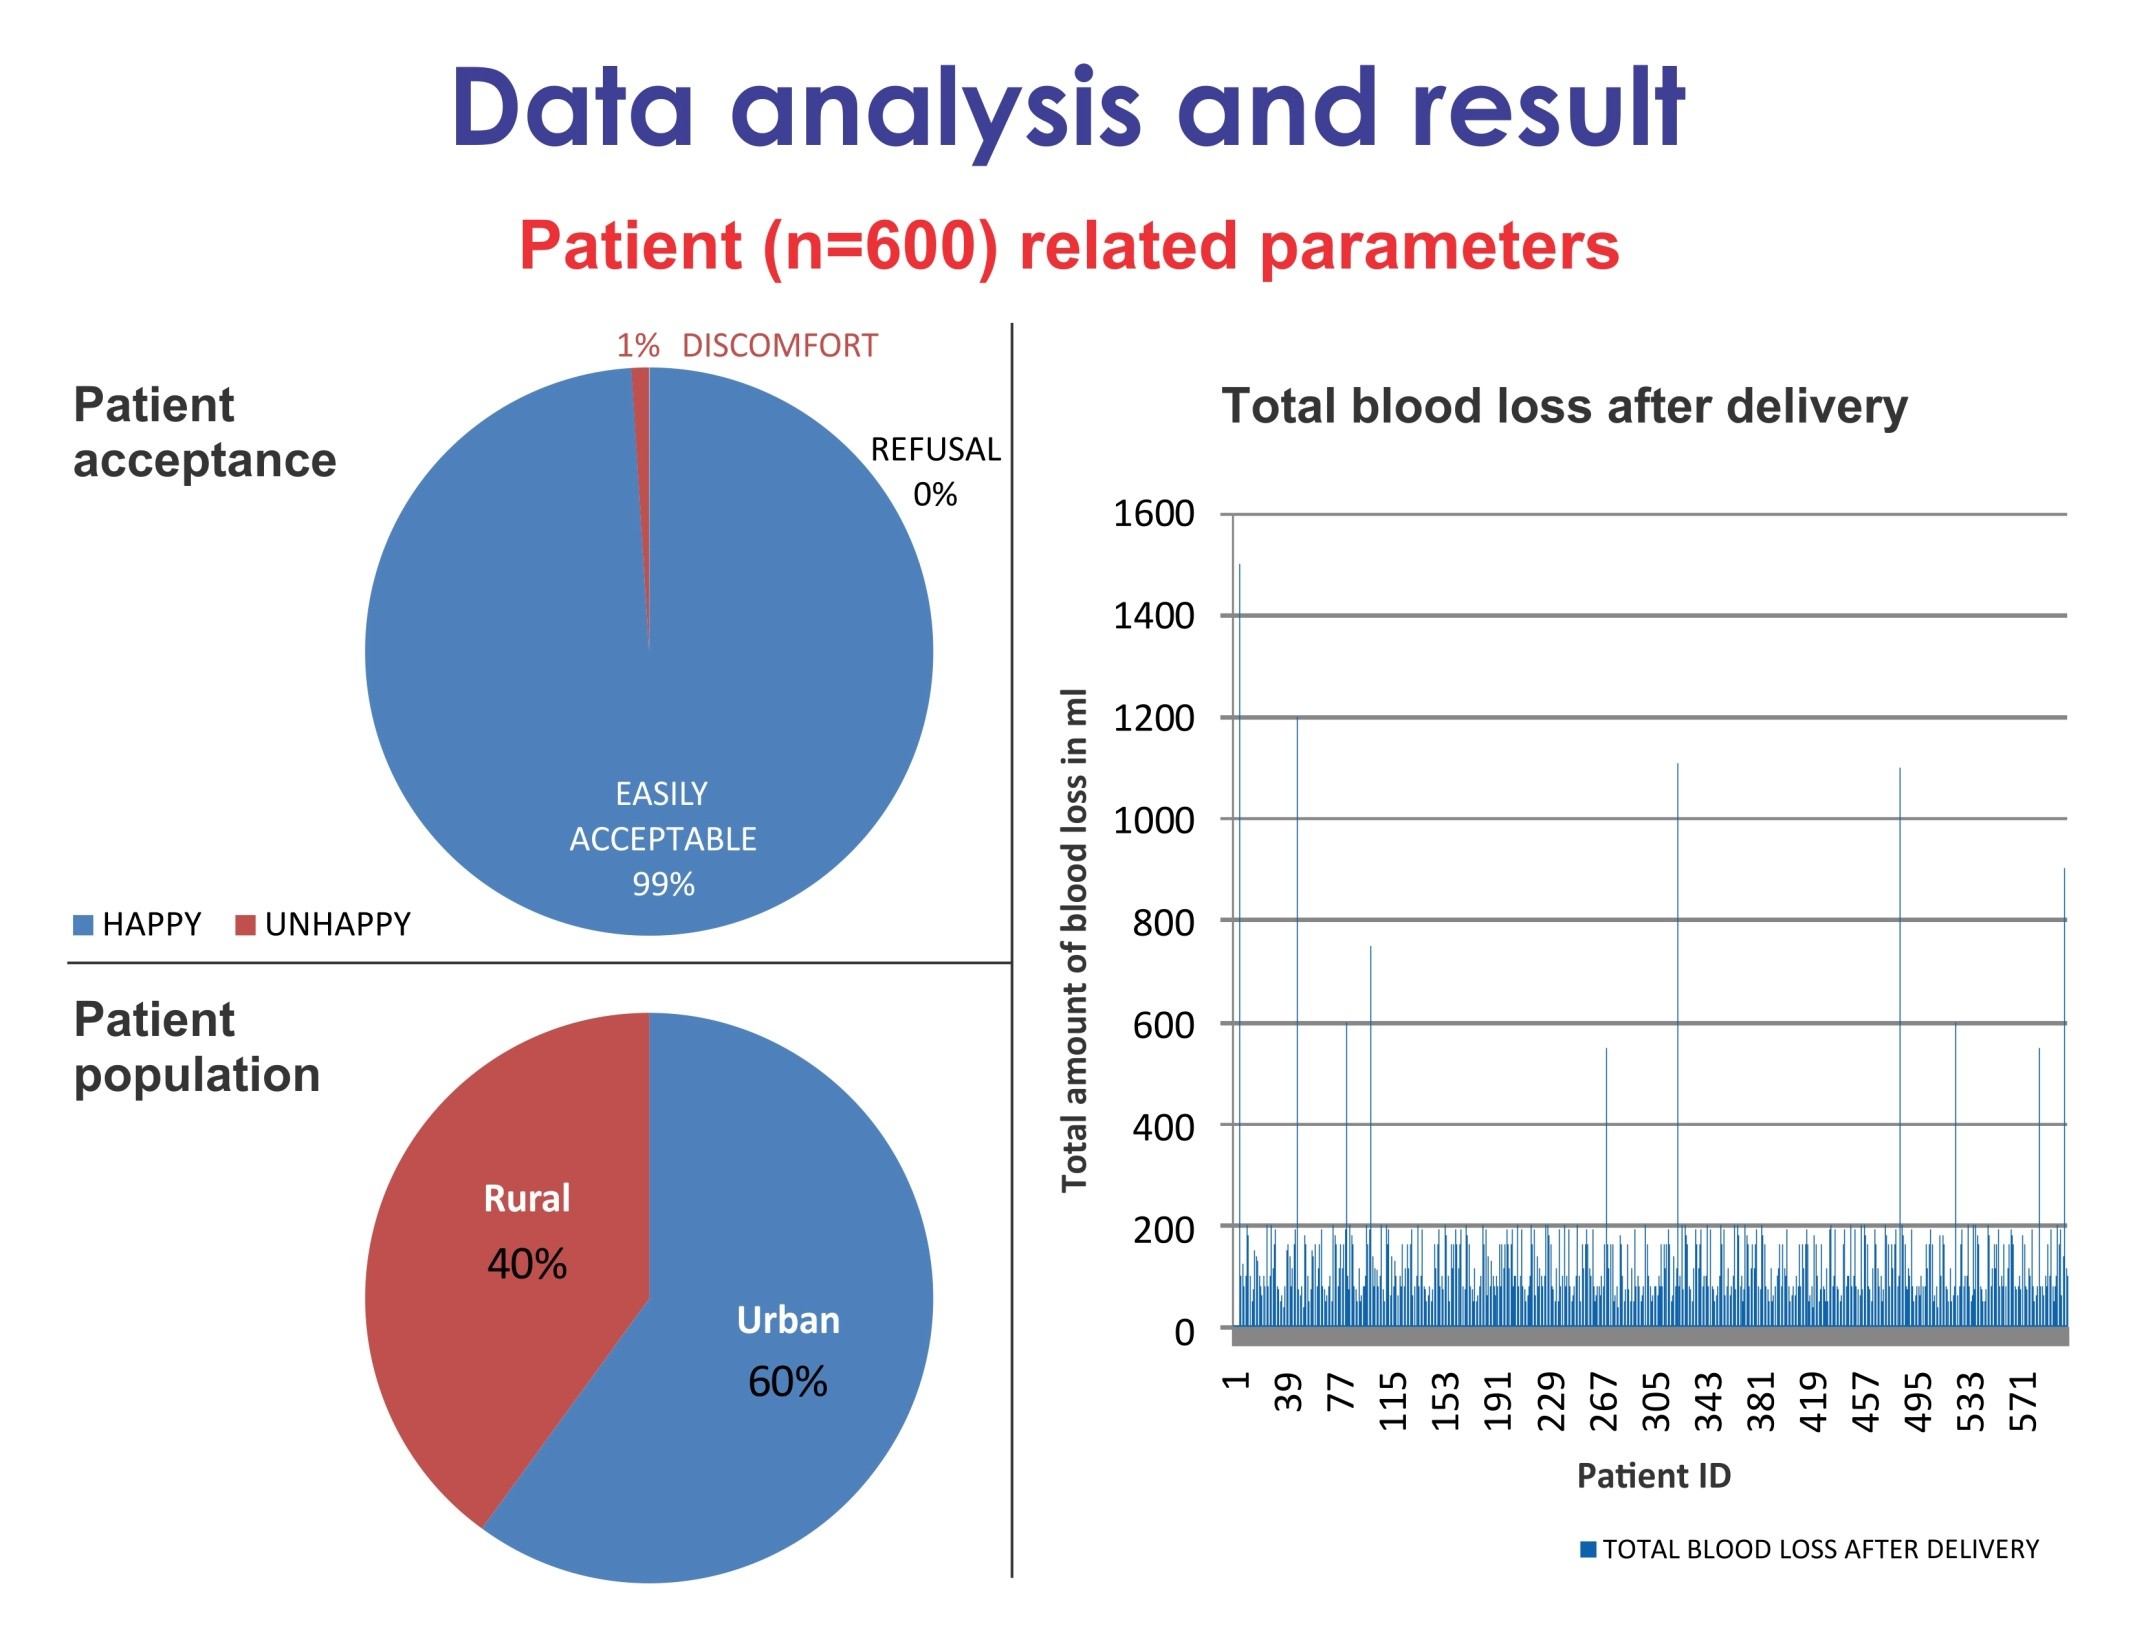 Data analysis and result
Patient (n=600) related parameters
Patient
acceptance
1% DISCOMFORT
REFUSAL
0%
EASILY
ACCEPTABLE
99%
HAPPY UNHAPPY
Patient
population
Rural
40%
Urban
60%
Total blood loss after delivery
Total amount of blood loss in ml
1600
1400
1200
1000
800
600
400
200
0
1 39 77 115 153 191 229 267 305 343 381 419 457 495 533 571
Patient ID
TOTAL BLOOD LOSS AFTER DELIVERY